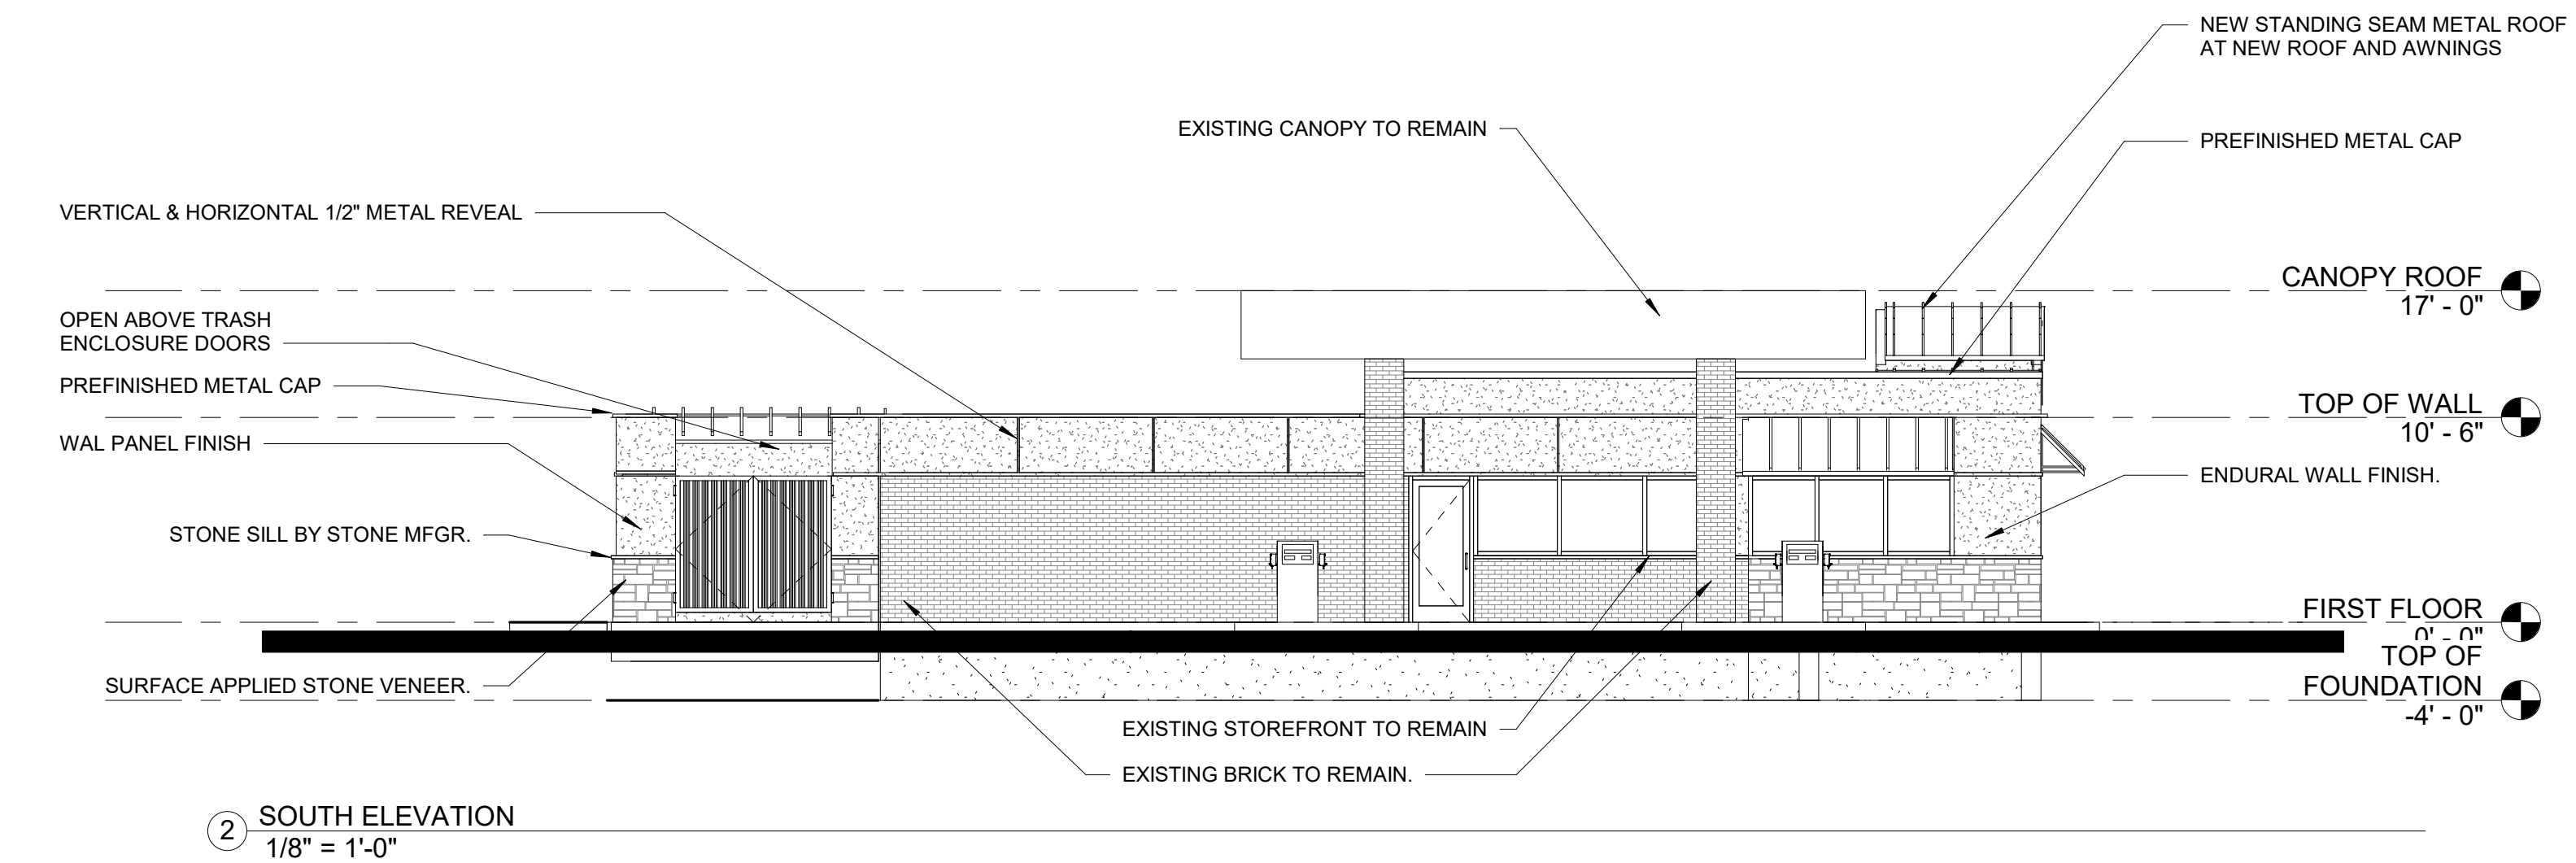 NEW STANDING SEAM METAL ROOF
AT NEW ROOF AND AWNINGS
EXISTING CANOPY TO REMAIN
PREFINISHED METAL CAP
VERTICAL & HORIZONTAL 1/2" METAL REVEAL
CANOPY ROOF
17' - 0"
OPEN ABOVE TRASH
ENCLOSURE DOORS
PREFINISHED METAL CAP
TOP OF WALL
10' - 6"
WAL PANEL FINISH
ENDURAL WALL FINISH.
STONE SILL BY STONE MFGR.
FIRST FLOOR
0' - 0"
TOP OF
FOUNDATION
-4' - 0"
SURFACE APPLIED STONE VENEER.
EXISTING STOREFRONT TO REMAIN
EXISTING BRICK TO REMAIN.
2
SOUTH ELEVATION
1/8" = 1'-0"